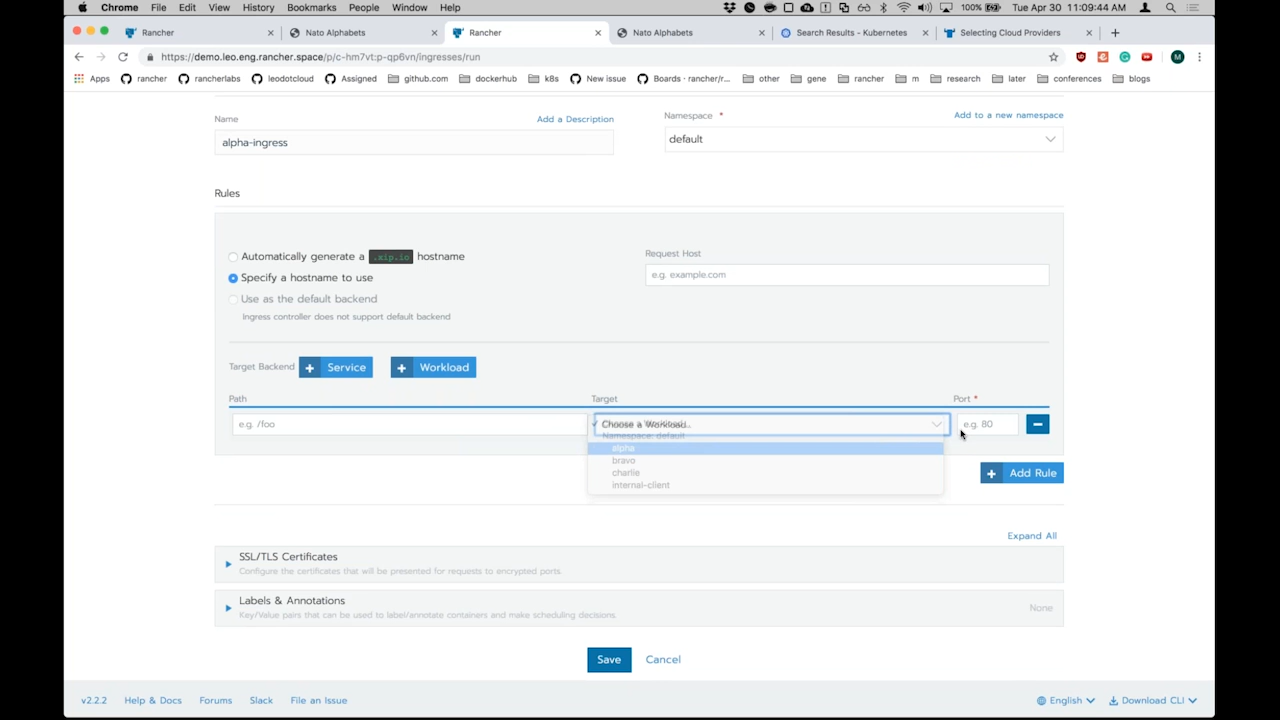 Chrome File Edit View History Bookmarks People Window Help 100% Tue Apr 30 11:09:44 AM
Rancher Nato Alphabets Rancher Nato Alphabets Search Results - Kubernetes Selecting Cloud Providers
https://demo.leo.eng.rancher.space/p/c-hm7vt:p-qp6vn/ingresses/run
Apps rancher rancherlabs leodotcloud Assigned github.com dockerhub k8s New issue Boards · rancher/r... other gene rancher m research later conferences blogs
Name Add a Description Namespace * Add to a new namespace
alpha-ingress default
Rules
Automatically generate a .xip.io hostname Request Host
Specify a hostname to use e.g. example.com
Use as the default backend
Ingress controller does not support default backend
Target Backend + Service + Workload
Path Target Port *
e.g. /foo Choose a Workload... e.g. 80
Namespace: default
alpha
bravo
charlie
internal-client
+ Add Rule
Expand All
SSL/TLS Certificates
Configure the certificates that will be presented for requests to encrypted ports.
Labels & Annotations
Key/Value pairs that can be used to label/annotate containers and make scheduling decisions. None
Save Cancel
v2.2.2 Help & Docs Forums Slack File an Issue English Download CLI